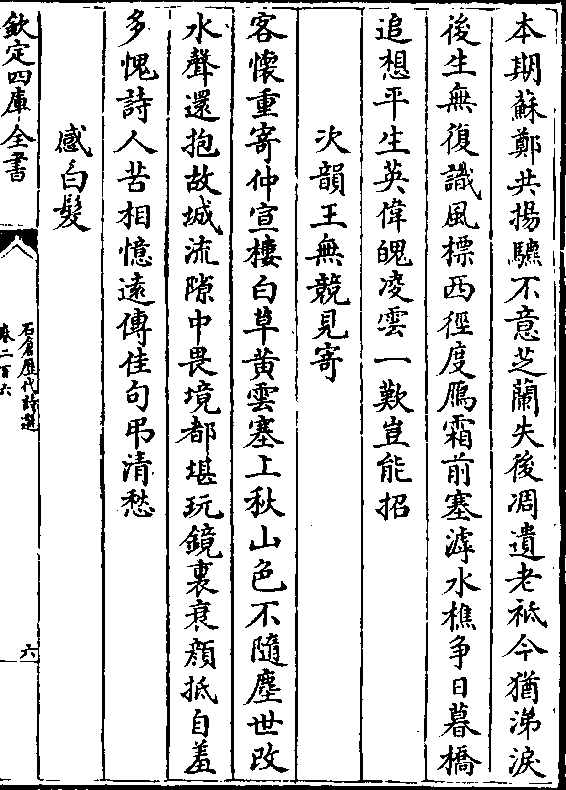 本期蘇鄭共揚鑣不意芝蘭失後凋遺老祗今猶涕淚
後生無復識風標西徑度鴈霜前塞滹水樵争日暮橋
追想平生英偉魄凌雲一歎豈能招
次韻王無競見寄
客懷重寄仲宣樓白草黄雲塞上秋山色不隨塵世改
水聲還抱故城流隙中畏境都堪玩鏡裏衰顔抵自羞
多愧詩人苦相憶遠傳佳句弔清愁
感白髮
欽定四庫全書
石倉歷代詩選
卷二百六
六